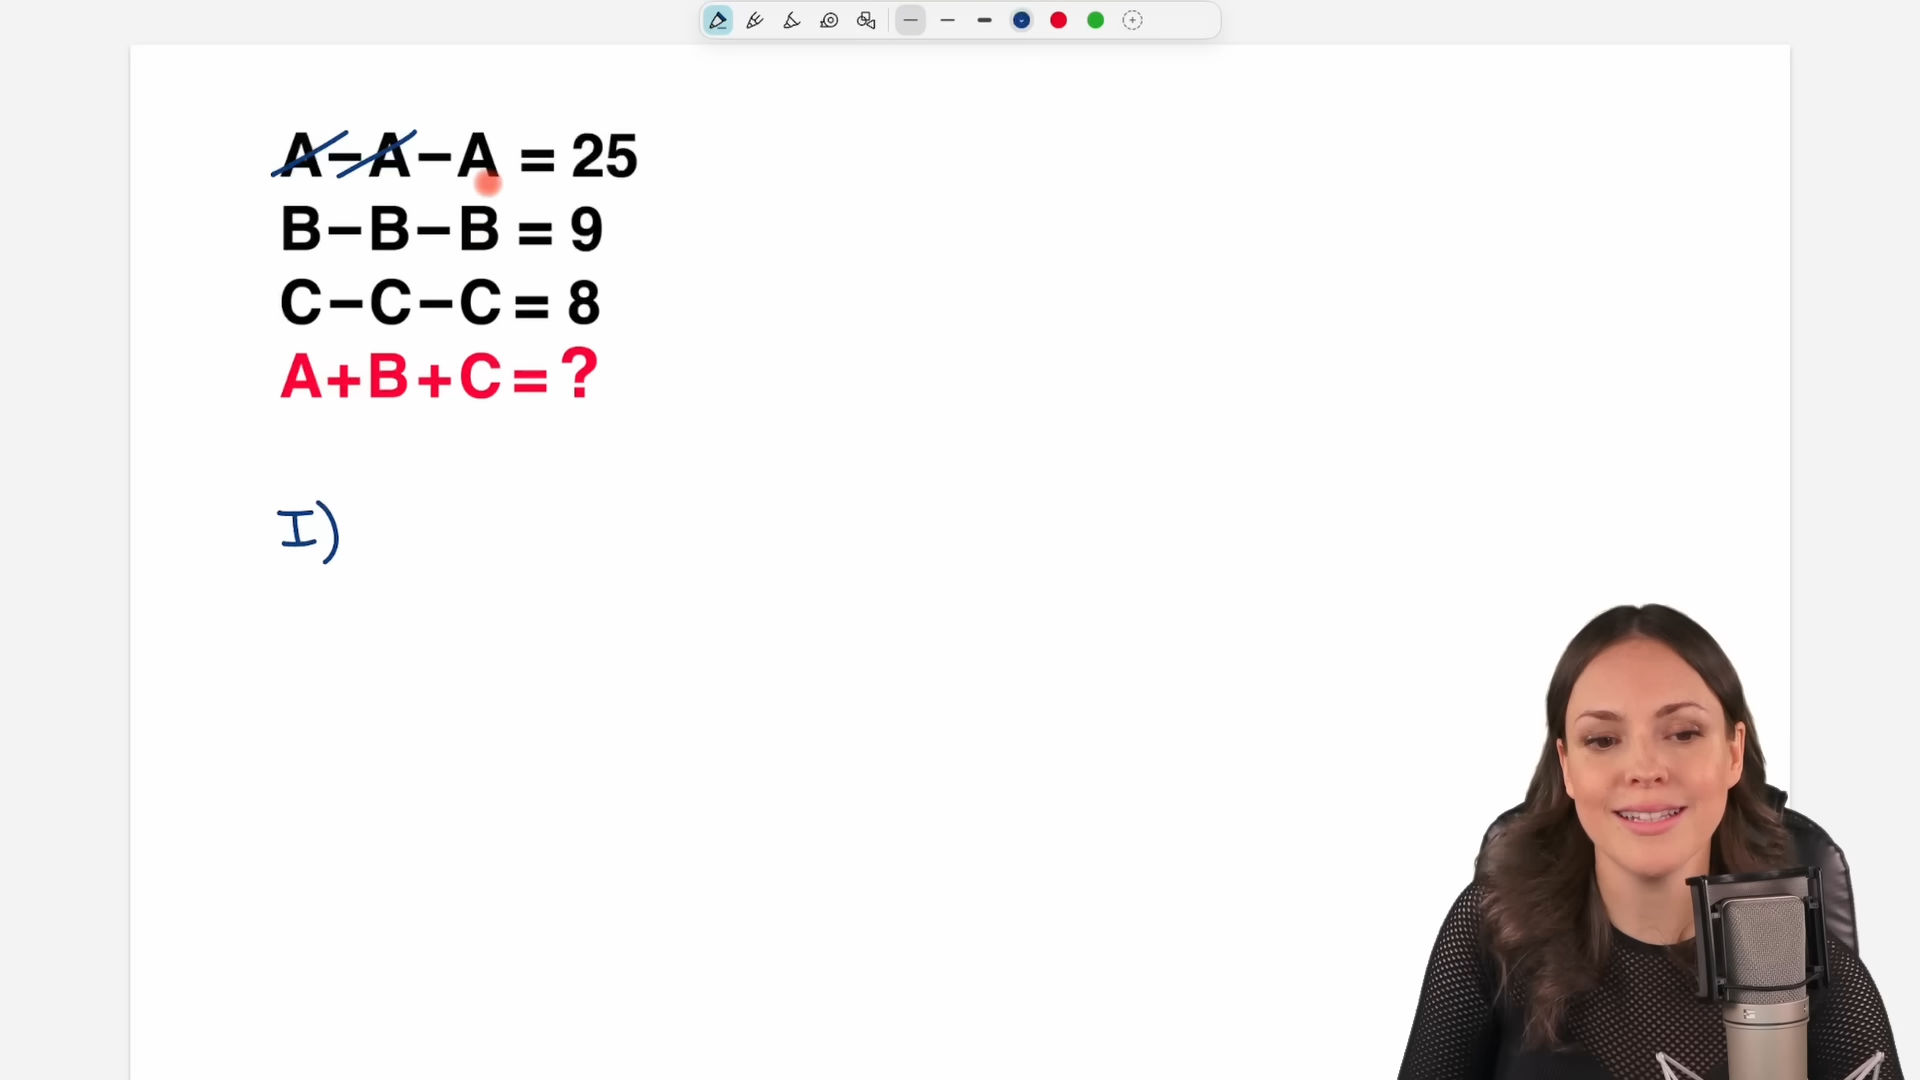 A−A−A = 25
B−B−B = 9
C−C−C = 8
A+B+C = ?
I)